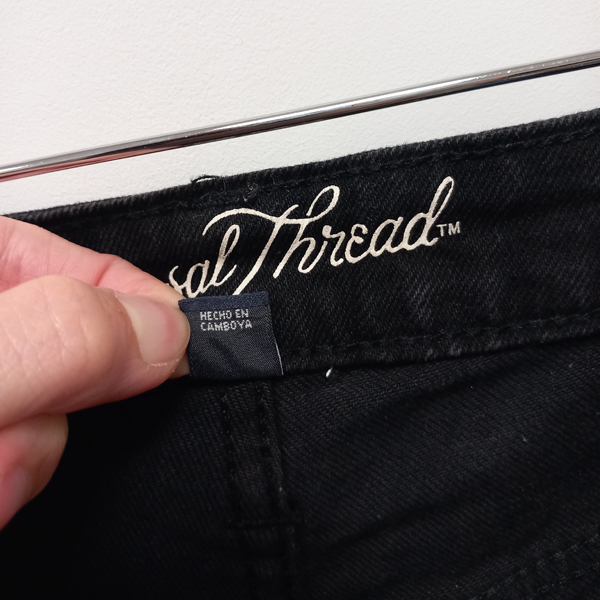 sal Thread™
HECHO EN
CAMBOYA